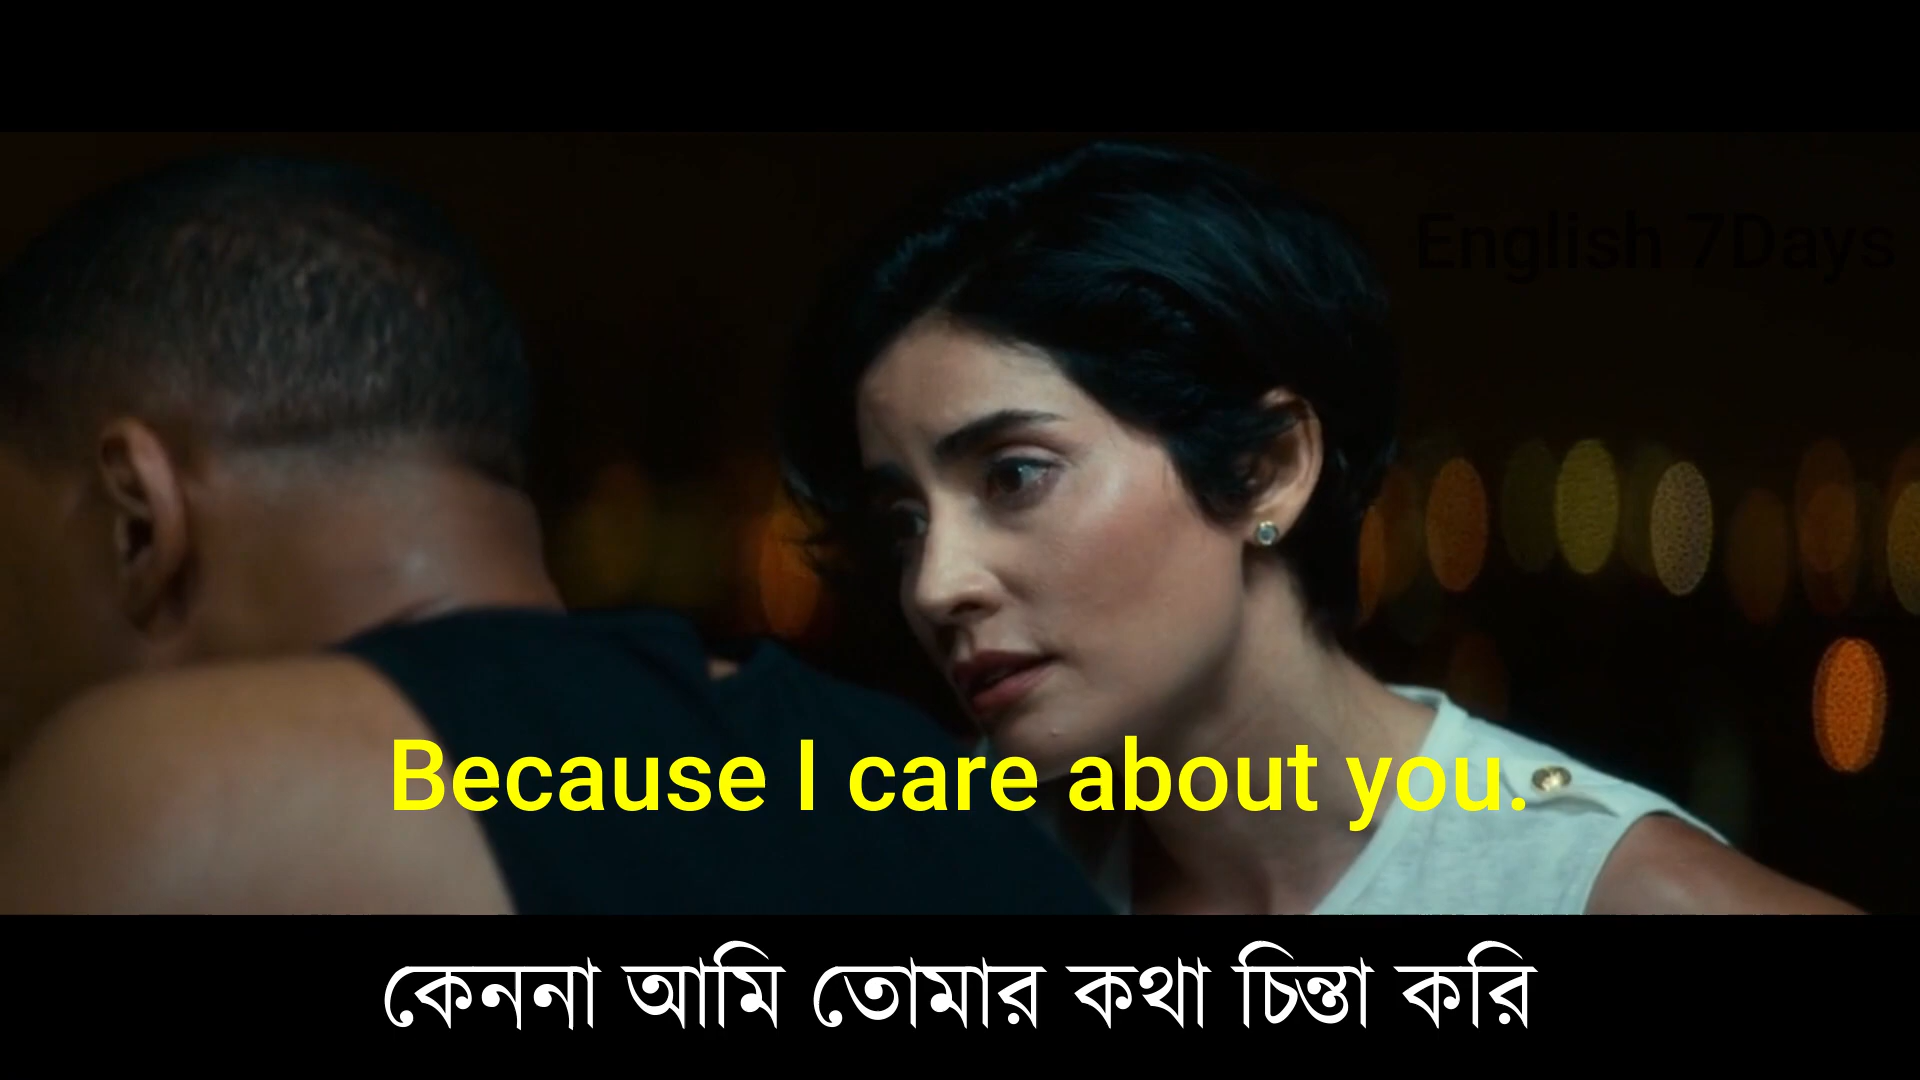 English 7Days
Because I care about you.
কেননা আমি তোমার কথা চিন্তা করি